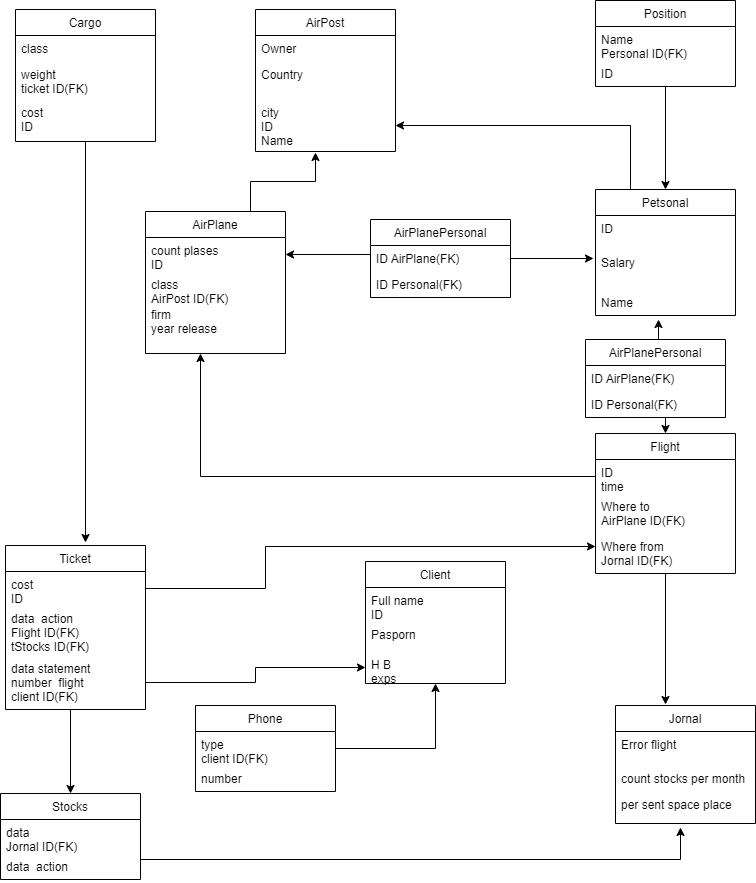 Cargo
class
weight
ticket ID(FK)
cost
ID
AirPost
Owner
Country
city
ID
Name
Position
Name
Personal ID(FK)
ID
AirPlane
count plases
ID
class
AirPost ID(FK)
firm
year release
AirPlanePersonal
ID AirPlane(FK)
ID Personal(FK)
Petsonal
ID
Salary
Name
AirPlanePersonal
ID AirPlane(FK)
ID Personal(FK)
Flight
ID
time
Where to
AirPlane ID(FK)
Where from
Jornal ID(FK)
Ticket
cost
ID
data action
Flight ID(FK)
tStocks ID(FK)
data statement
number flight
client ID(FK)
Client
Full name
ID
Pasporn
H B
exps
Phone
type
client ID(FK)
number
Jornal
Error flight
count stocks per month
per sent space place
Stocks
data
Jornal ID(FK)
data action